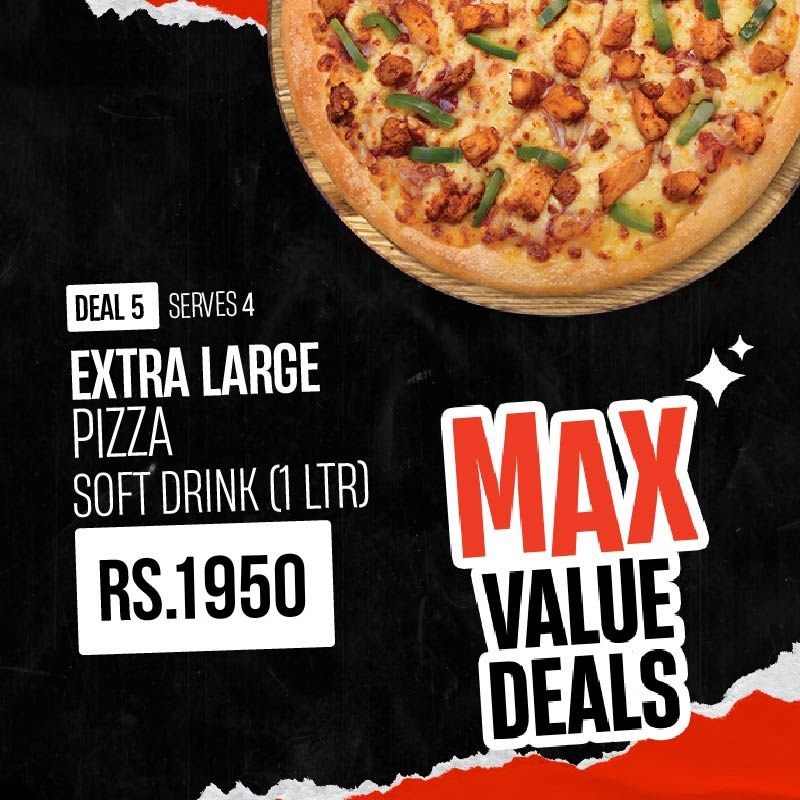 DEAL 5 SERVES 4
EXTRA LARGE
PIZZA
SOFT DRINK (1 LTR)
RS.1950
MAX
VALUE
DEALS